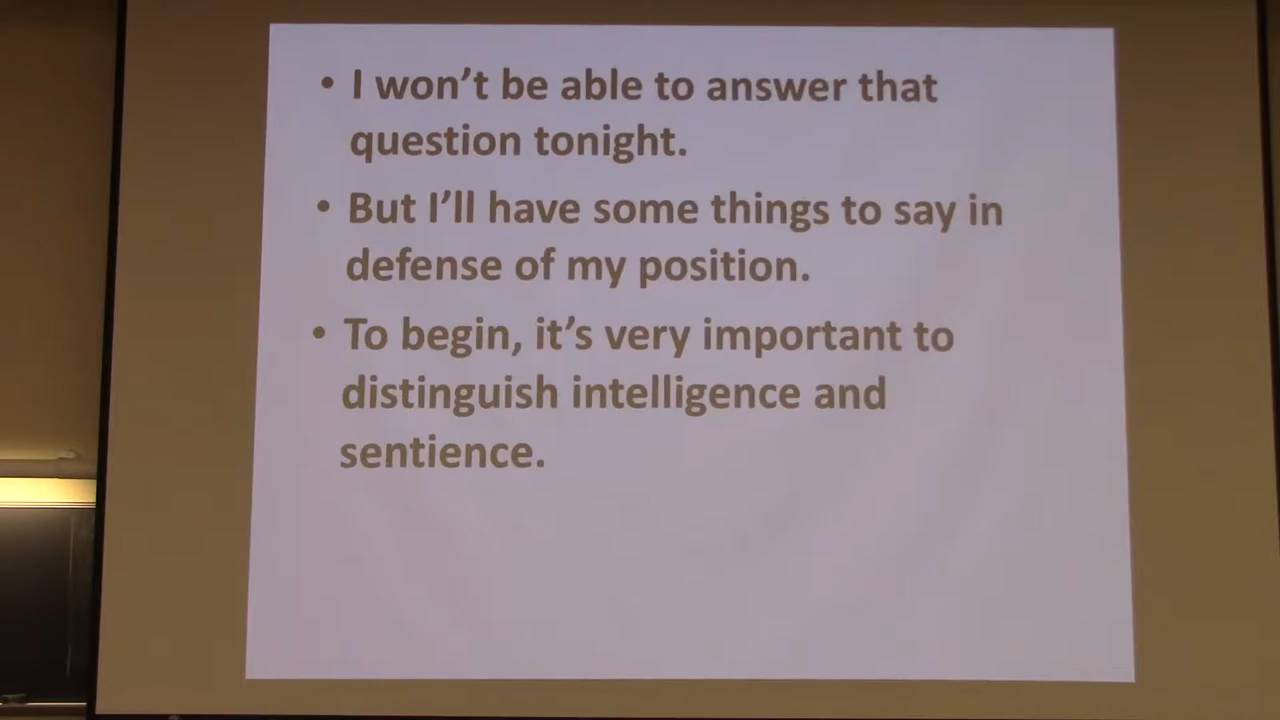 • I won’t be able to answer that
question tonight.
• But I’ll have some things to say in
defense of my position.
• To begin, it’s very important to
distinguish intelligence and
sentience.